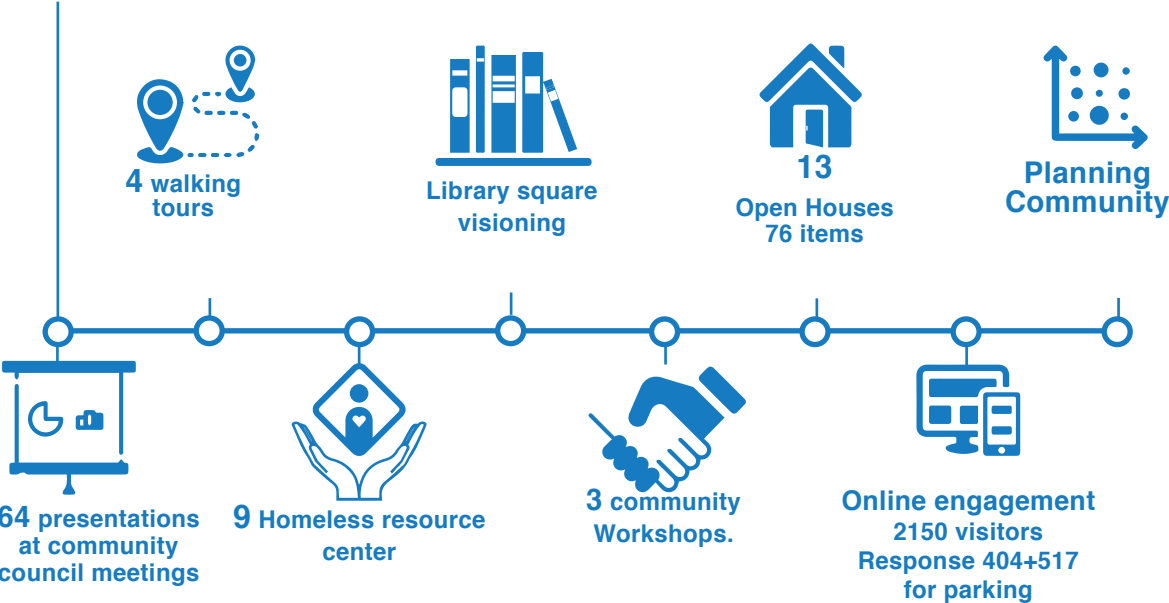 4 walking
tours
Library square
visioning
13
Open Houses
76 items
Planning
Community
64 presentations
at community
council meetings
9 Homeless resource
center
3 community
Workshops.
Online engagement
2150 visitors
Response 404+517
for parking